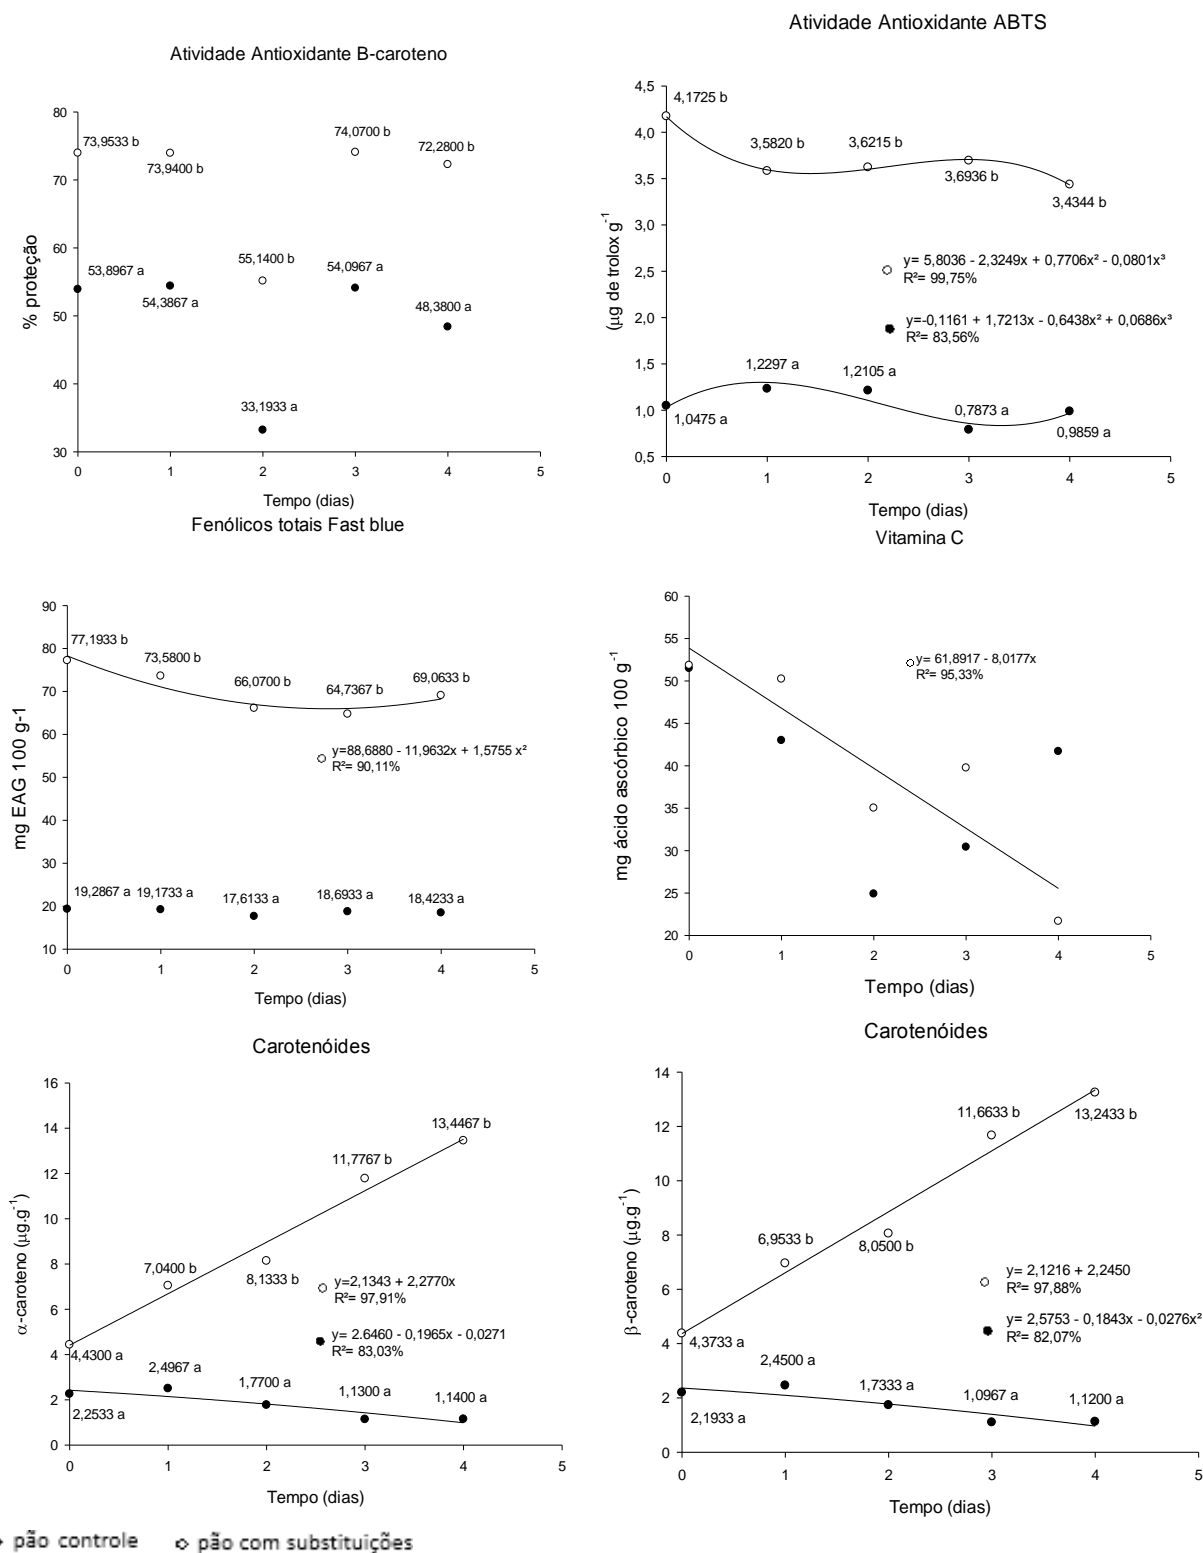 Atividade Antioxidante B-caroteno
% proteção
80
70
60
50
40
30
73,9533 b
73,9400 b
55,1400 b
74,0700 b
72,2800 b
53,8967 a
54,3867 a
33,1933 a
54,0967 a
48,3800 a
0 1 2 3 4 5
Tempo (dias)
Atividade Antioxidante ABTS
(µg de trolox g⁻¹
4,5
4,0
3,5
3,0
2,5
2,0
1,5
1,0
0,5
4,1725 b
3,5820 b
3,6215 b
3,6936 b
3,4344 b
y= 5,8036 - 2,3249x + 0,7706x² - 0,0801x³
R²= 99,75%
y=-0,1161 + 1,7213x - 0,6438x² + 0,0686x³
R²= 83,56%
1,0475 a
1,2297 a
1,2105 a
0,7873 a
0,9859 a
0 1 2 3 4 5
Tempo (dias)
Fenólicos totais Fast blue
mg EAG 100 g-1
90
80
70
60
50
40
30
20
10
77,1933 b
73,5800 b
66,0700 b
64,7367 b
69,0633 b
y=88,6880 - 11,9632x + 1,5755 x²
R²= 90,11%
19,2867 a
19,1733 a
17,6133 a
18,6933 a
18,4233 a
0 1 2 3 4 5
Tempo (dias)
Vitamina C
mg ácido ascórbico 100 g⁻¹
60
55
50
45
40
35
30
25
20
y= 61,8917 - 8,0177x
R²= 95,33%
0 1 2 3 4 5
Tempo (dias)
Carotenóides
α-caroteno (µg.g⁻¹)
16
14
12
10
8
6
4
2
0
4,4300 a
7,0400 b
8,1333 b
11,7767 b
13,4467 b
y=2,1343 + 2,2770x
R²= 97,91%
y= 2.6460 - 0,1965x - 0,0271
R²= 83,03%
2,2533 a
2,4967 a
1,7700 a
1,1300 a
1,1400 a
0 1 2 3 4 5
Tempo (dias)
Carotenóides
β-caroteno (µg.g⁻¹)
14
12
10
8
6
4
2
0
4,3733 a
6,9533 b
8,0500 b
11,6633 b
13,2433 b
y= 2,1216 + 2,2450
R²= 97,88%
y= 2,5753 - 0,1843x - 0,0276x²
R²= 82,07%
2,1933 a
2,4500 a
1,7333 a
1,0967 a
1,1200 a
0 1 2 3 4 5
Tempo (dias)
pão controle
pão com substituições